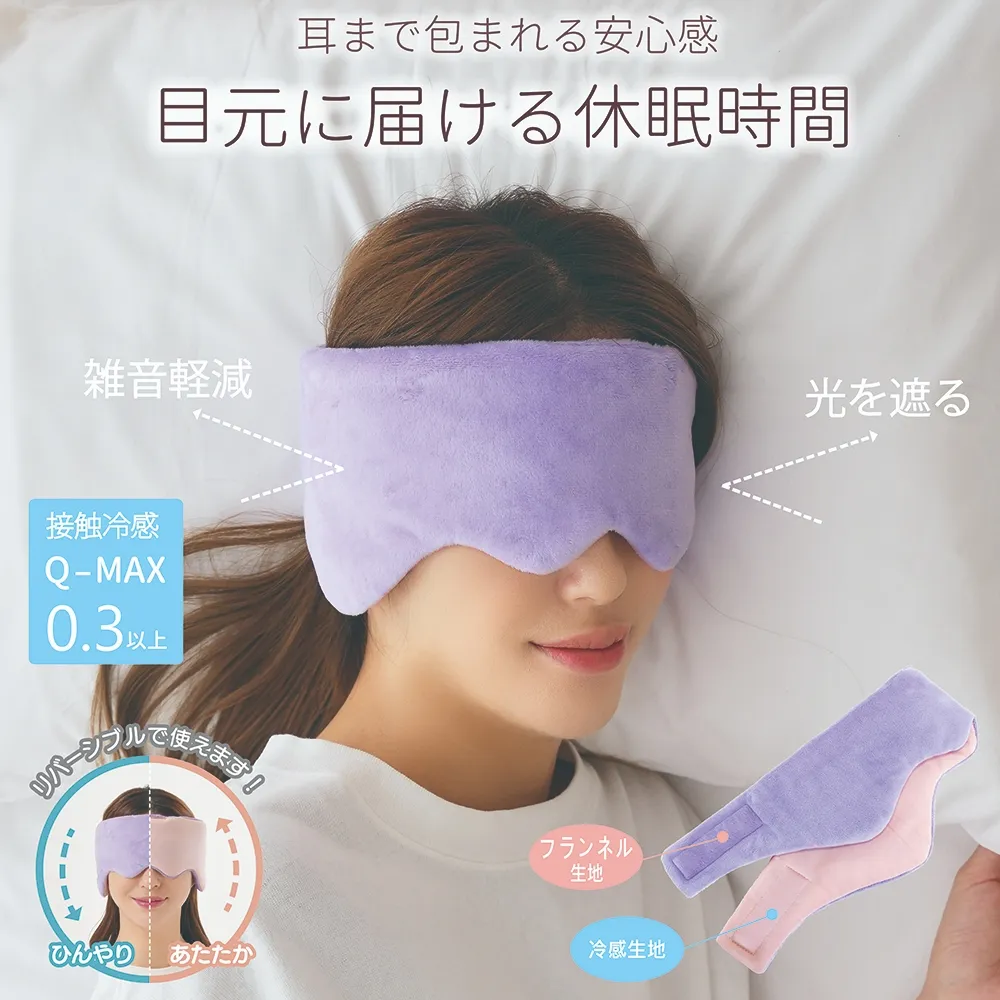 耳まで包まれる安心感
目元に届ける休眠時間
雑音軽減
光を遮る
接触冷感
Q-MAX
0.3以上
リバーシブルで使えます！
ひんやり
あたたか
フランネル
生地
冷感生地